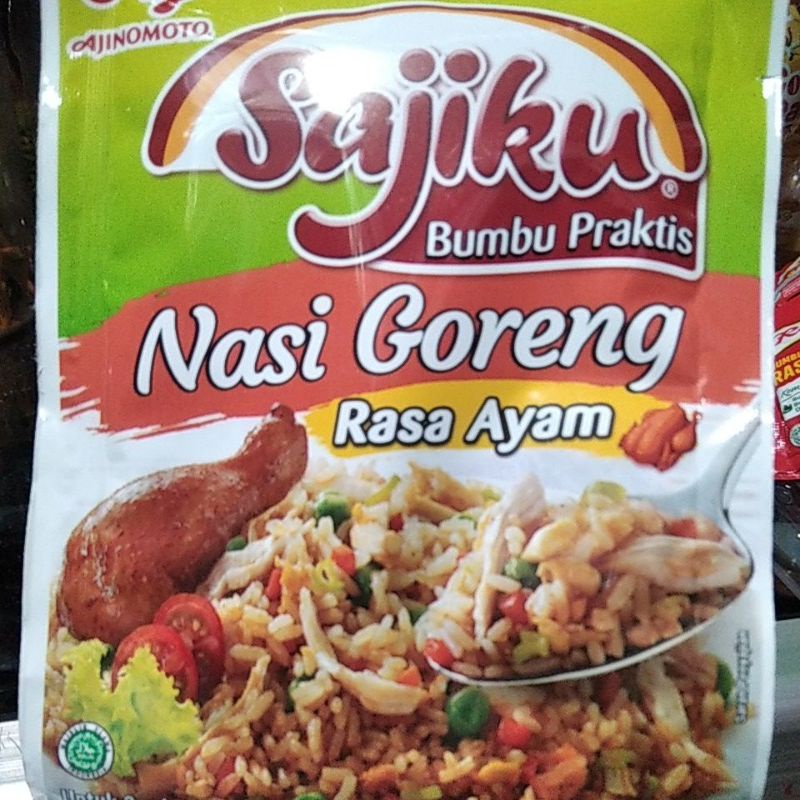 AJINOMOTO
Sajiku®
Bumbu Praktis
Nasi Goreng
Rasa Ayam